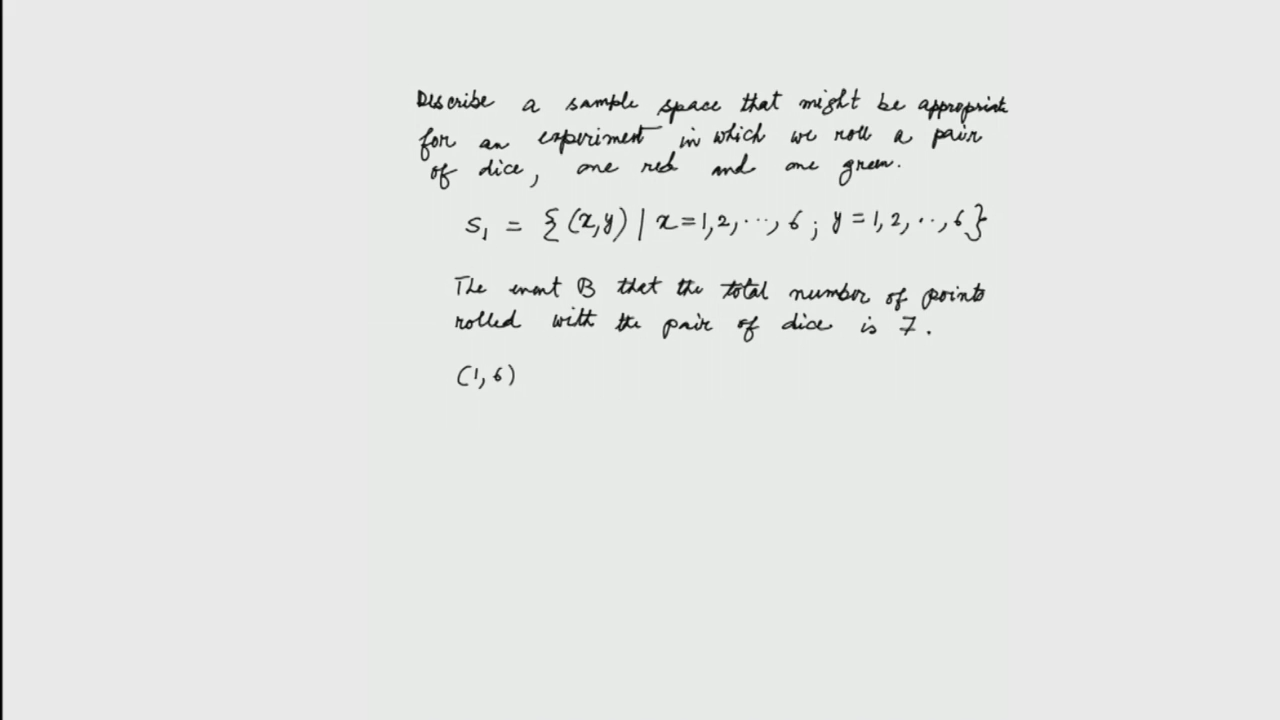 Describe a sample space that might be appropriate
for an experiment in which we roll a pair
of dice, one red and one green.
S₁ = { (x,y) | x = 1,2, ..., 6 ; y = 1,2, .., 6 }
The event B that the total number of points
rolled with the pair of dice is 7.
(1, 6)